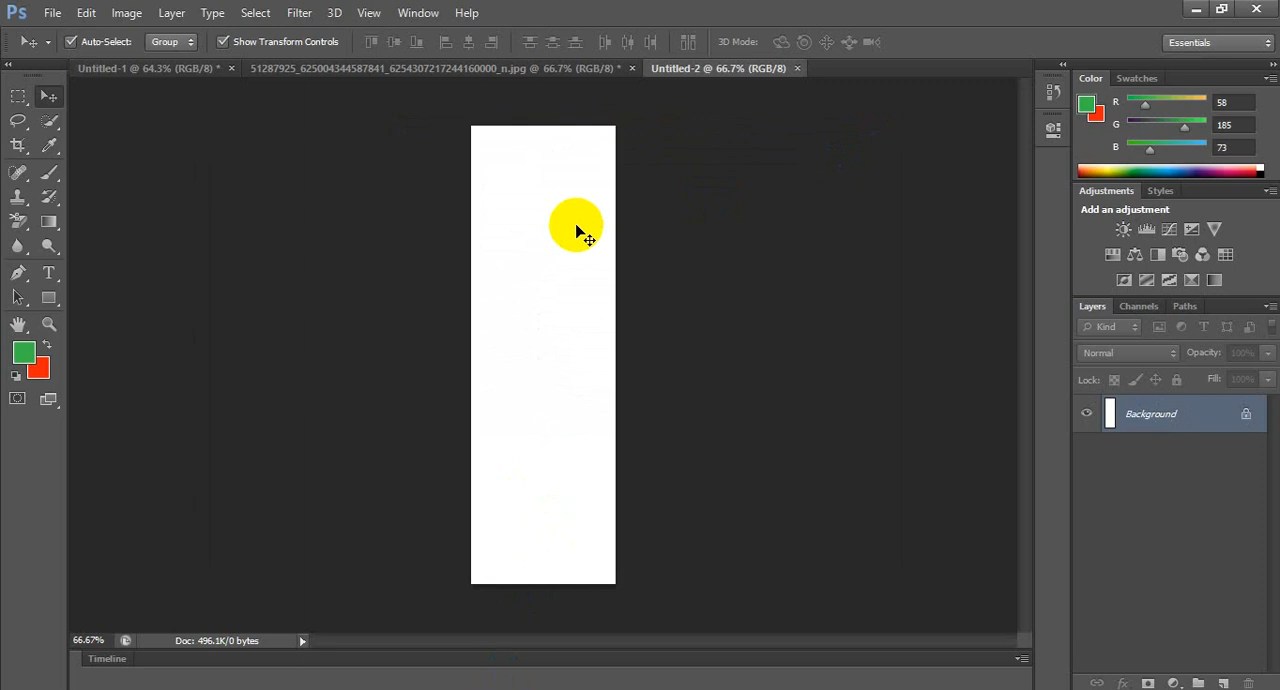 Ps File Edit Image Layer Type Select Filter 3D View Window Help
Auto-Select: Group Show Transform Controls 3D Mode: Essentials
Untitled-1 @ 64.3% (RGB/8) * × 51287925_625004344587841_6254307217244160000_n.jpg @ 66.7% (RGB/8) * × Untitled-2 @ 66.7% (RGB/8) ×
Color Swatches
R 58
G 185
B 73
Adjustments Styles
Add an adjustment
Layers Channels Paths
Kind
Normal Opacity: 100%
Lock: Fill: 100%
Background
66.67% Doc: 496.1K/0 bytes
Timeline